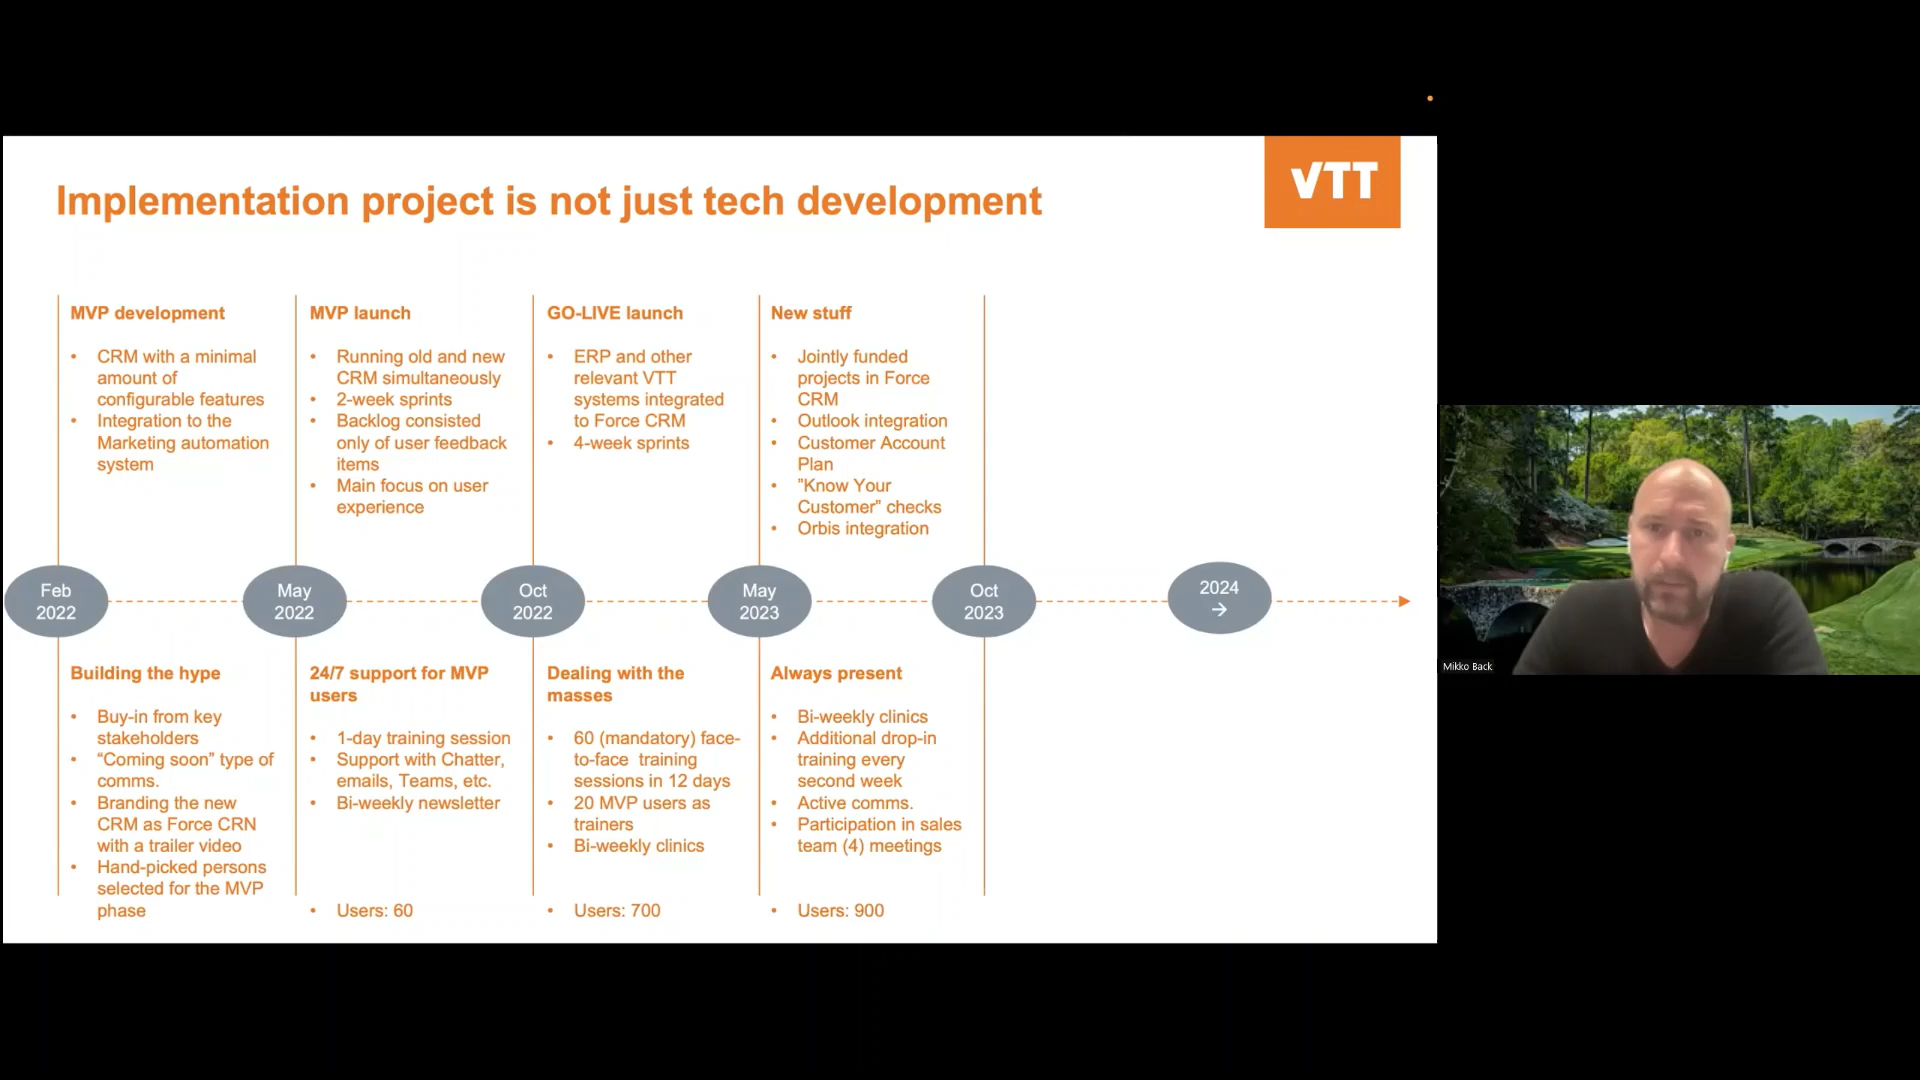 VTT
Implementation project is not just tech development
MVP development
• CRM with a minimal
amount of
configurable features
• Integration to the
Marketing automation
system
MVP launch
• Running old and new
CRM simultaneously
• 2-week sprints
• Backlog consisted
only of user feedback
items
• Main focus on user
experience
GO-LIVE launch
• ERP and other
relevant VTT
systems integrated
to Force CRM
• 4-week sprints
New stuff
• Jointly funded
projects in Force
CRM
• Outlook integration
• Customer Account
Plan
• "Know Your
Customer" checks
• Orbis integration
Feb
2022
May
2022
Oct
2022
May
2023
Oct
2023
2024
→
Building the hype
• Buy-in from key
stakeholders
• “Coming soon” type of
comms.
• Branding the new
CRM as Force CRN
with a trailer video
• Hand-picked persons
selected for the MVP
phase
24/7 support for MVP
users
• 1-day training session
• Support with Chatter,
emails, Teams, etc.
• Bi-weekly newsletter
• Users: 60
Dealing with the
masses
• 60 (mandatory) face-
to-face training
sessions in 12 days
• 20 MVP users as
trainers
• Bi-weekly clinics
• Users: 700
Always present
• Bi-weekly clinics
• Additional drop-in
training every
second week
• Active comms.
• Participation in sales
team (4) meetings
• Users: 900
Mikko Back